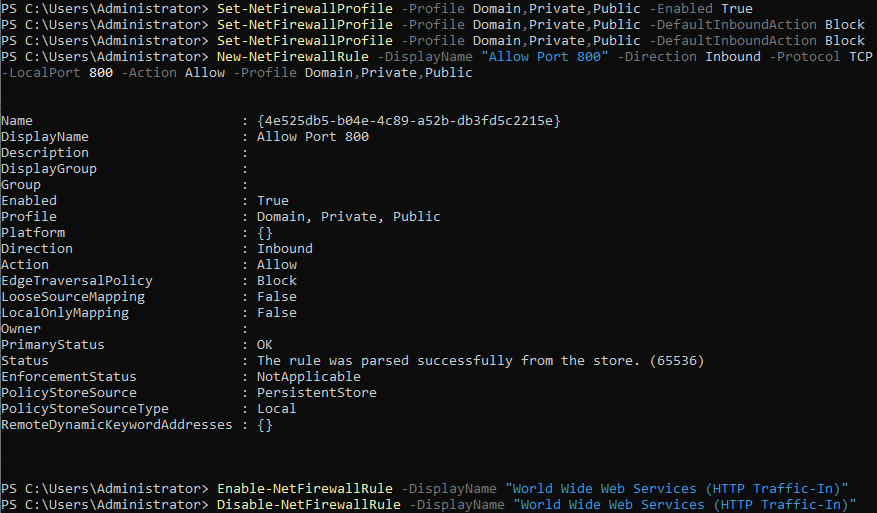 PS C:\Users\Administrator> Set-NetFirewallProfile -Profile Domain,Private,Public -Enabled True
PS C:\Users\Administrator> Set-NetFirewallProfile -Profile Domain,Private,Public -DefaultInboundAction Block
PS C:\Users\Administrator> Set-NetFirewallProfile -Profile Domain,Private,Public -DefaultInboundAction Block
PS C:\Users\Administrator> New-NetFirewallRule -DisplayName "Allow Port 800" -Direction Inbound -Protocol TCP
-LocalPort 800 -Action Allow -Profile Domain,Private,Public
Name : {4e525db5-b04e-4c89-a52b-db3fd5c2215e}
DisplayName : Allow Port 800
Description :
DisplayGroup :
Group :
Enabled : True
Profile : Domain, Private, Public
Platform : {}
Direction : Inbound
Action : Allow
EdgeTraversalPolicy : Block
LooseSourceMapping : False
LocalOnlyMapping : False
Owner :
PrimaryStatus : OK
Status : The rule was parsed successfully from the store. (65536)
EnforcementStatus : NotApplicable
PolicyStoreSource : PersistentStore
PolicyStoreSourceType : Local
RemoteDynamicKeywordAddresses : {}
PS C:\Users\Administrator> Enable-NetFirewallRule -DisplayName "World Wide Web Services (HTTP Traffic-In)"
PS C:\Users\Administrator> Disable-NetFirewallRule -DisplayName "World Wide Web Services (HTTP Traffic-In)"